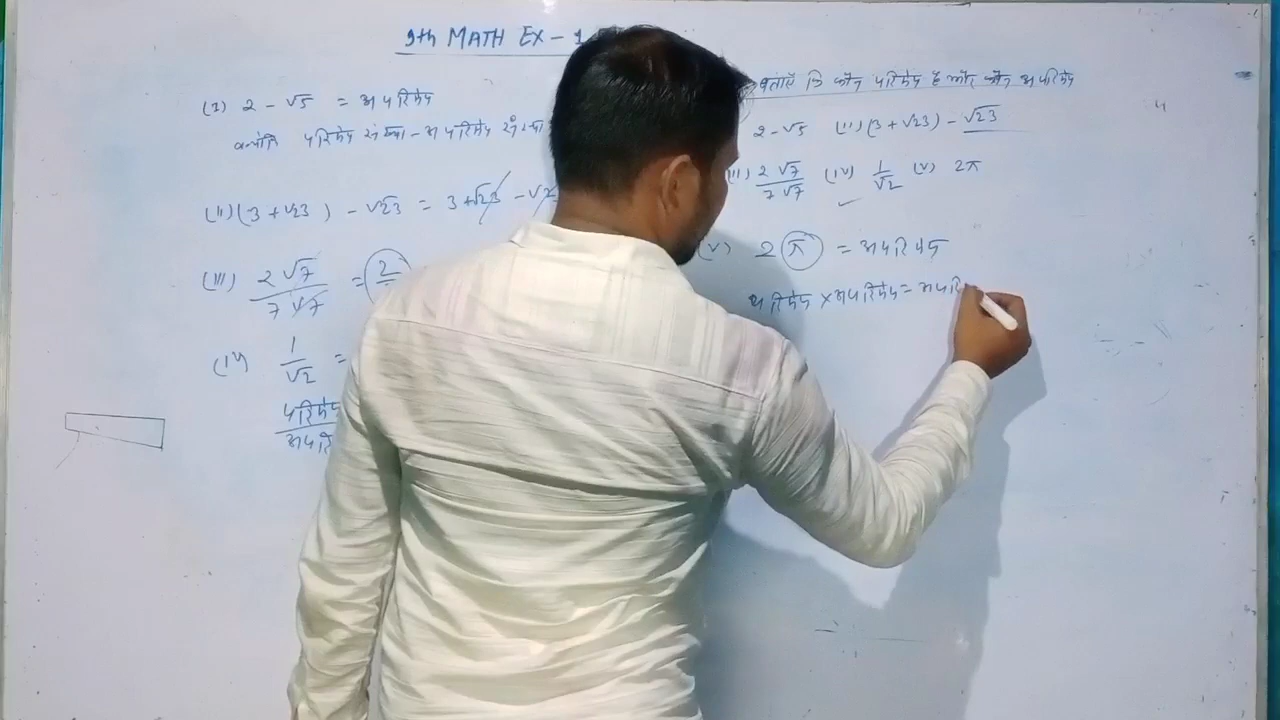 9th MATH EX - 1
(I) 2 - √5 = अपरिमेय
क्योंकि परिमेय संख्या - अपरिमेय संख्या
(II) (3 + √23) - √23 = 3 + √23 - √2
(III) 2√7 / 7√7 = 2
(IV) 1/√2 =
परिमेय
अपरि
बताएँ कि कौन परिमेय है और कौन अपरिमेय
2 - √5 (II) (3 + √23) - √23
(III) 2√7 / 7√7 (IV) 1/√2 (V) 2π
(V) 2π = अपरिमेय
परिमेय × अपरिमेय = अपरि